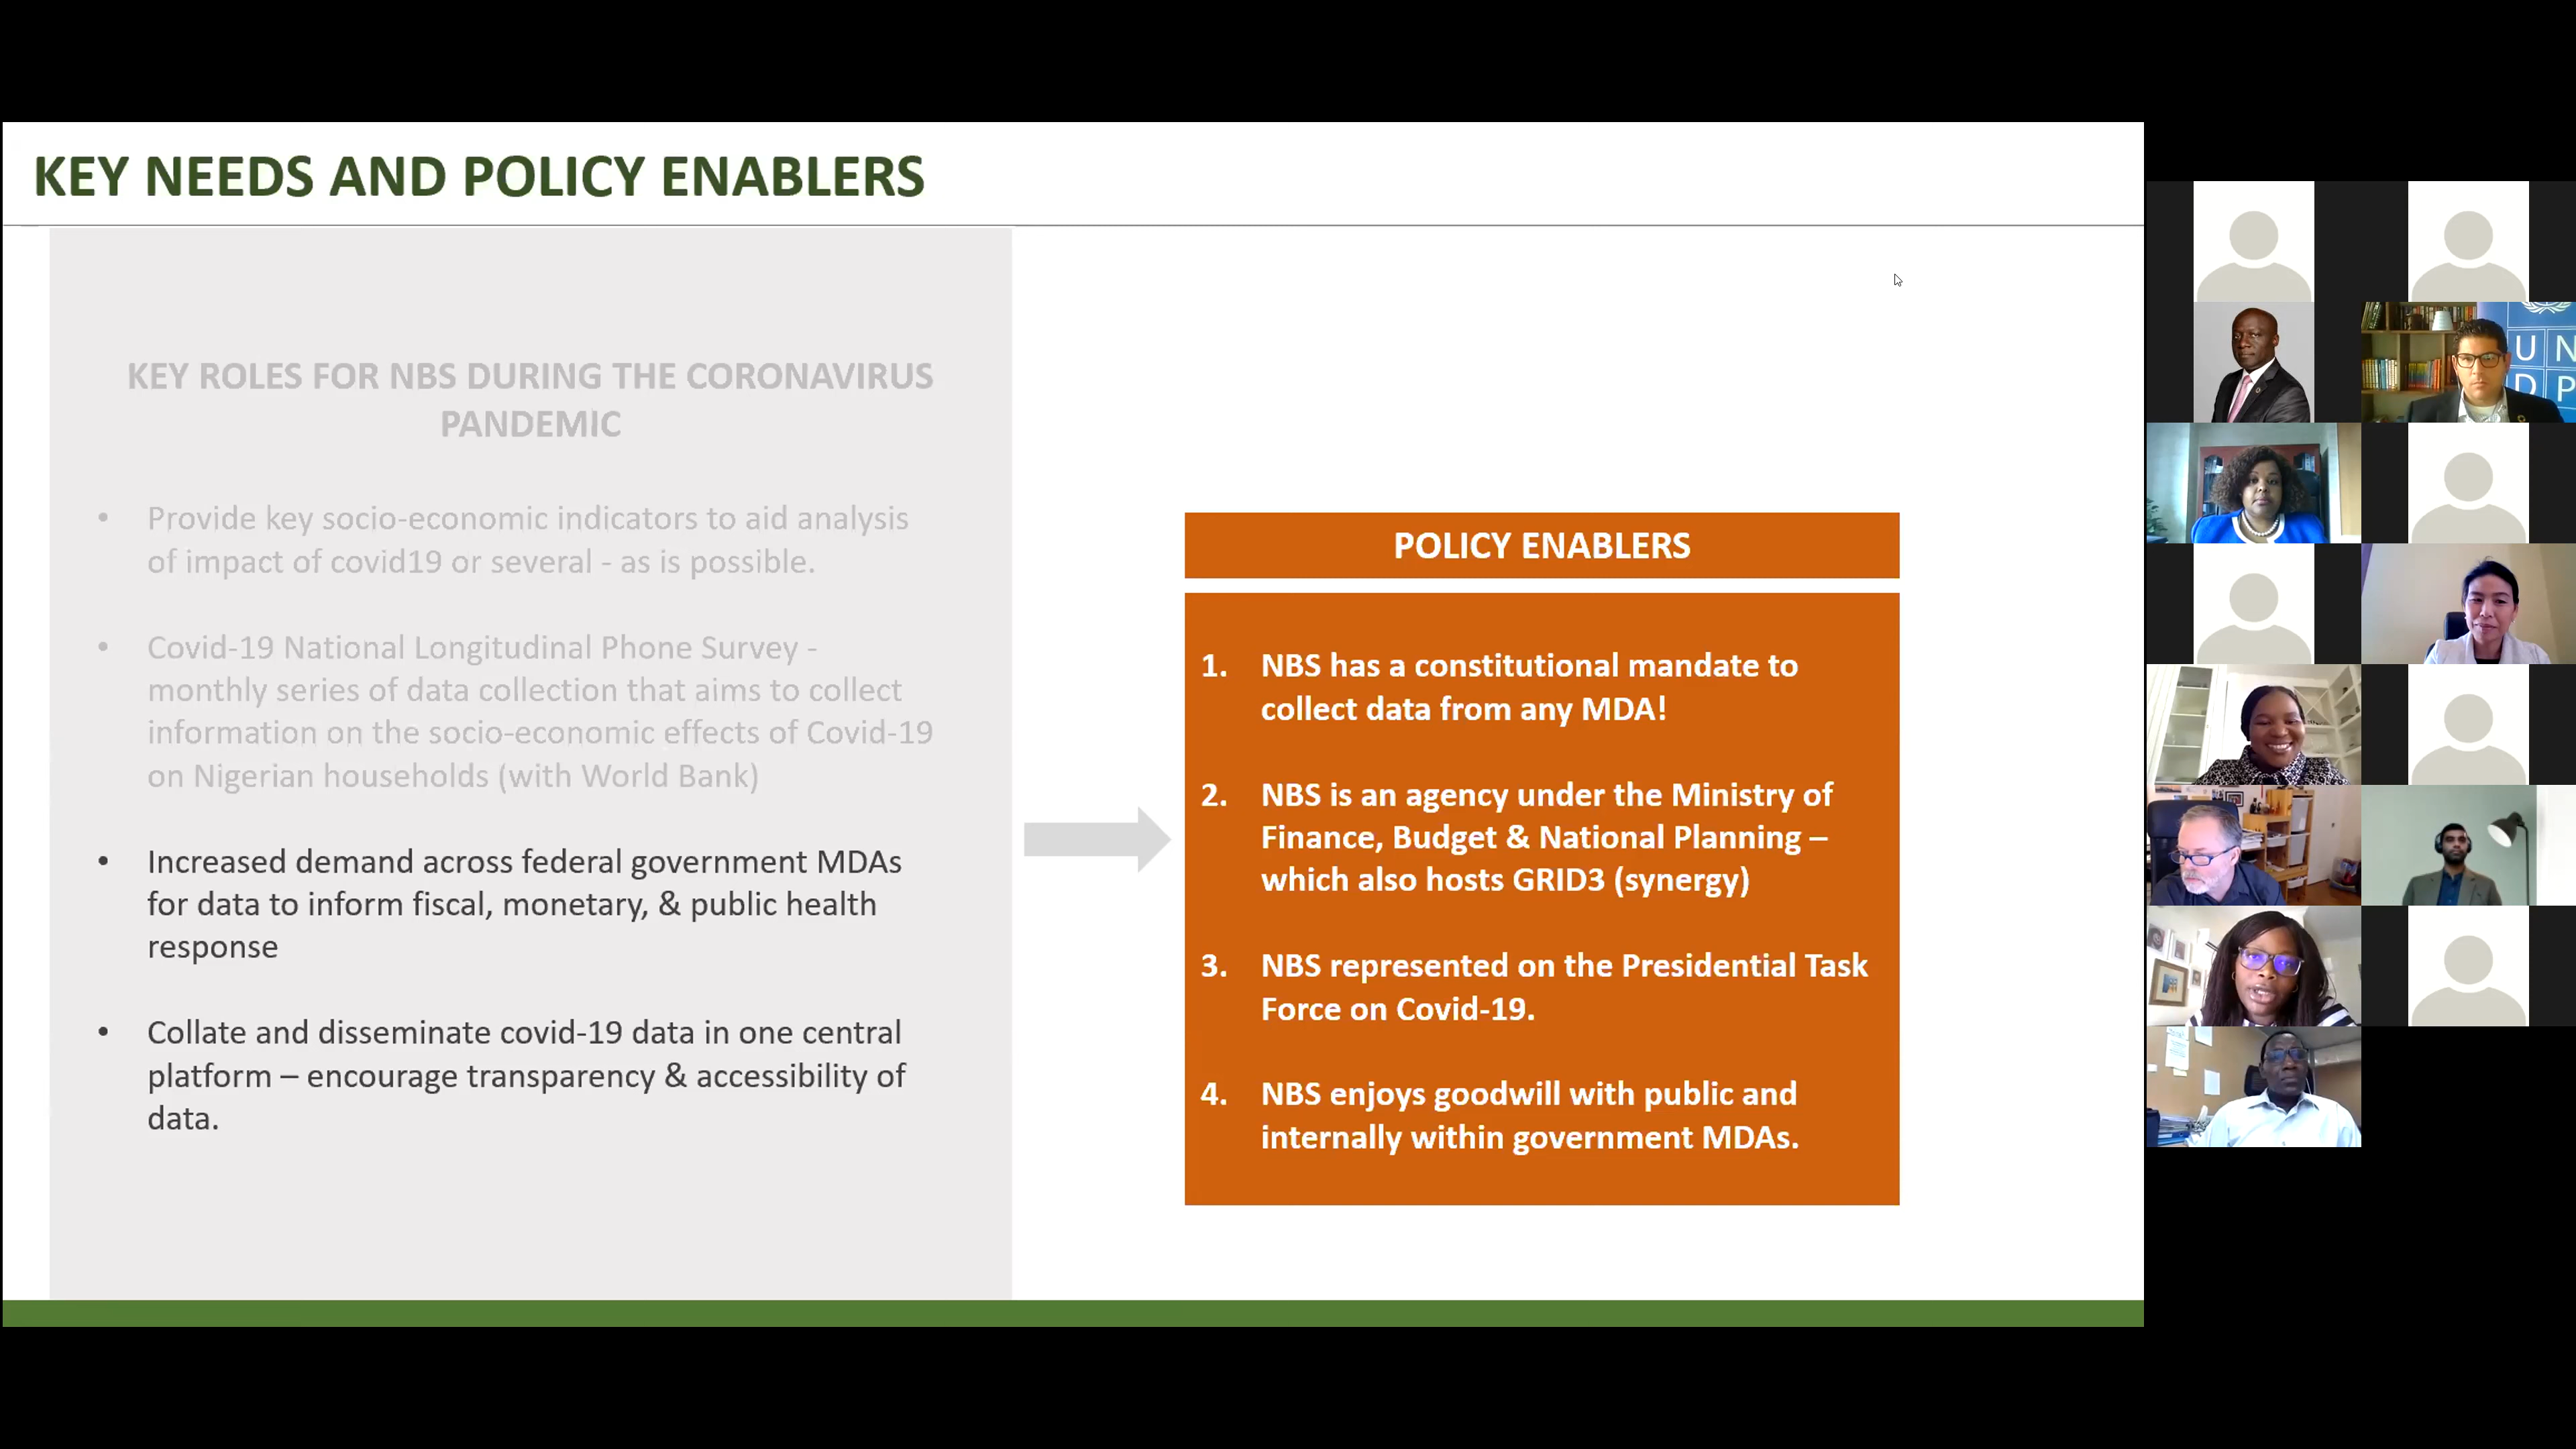 KEY NEEDS AND POLICY ENABLERS
KEY ROLES FOR NBS DURING THE CORONAVIRUS
PANDEMIC
• Provide key socio-economic indicators to aid analysis
of impact of covid19 or several - as is possible.
• Covid-19 National Longitudinal Phone Survey -
monthly series of data collection that aims to collect
information on the socio-economic effects of Covid-19
on Nigerian households (with World Bank)
• Increased demand across federal government MDAs
for data to inform fiscal, monetary, & public health
response
• Collate and disseminate covid-19 data in one central
platform – encourage transparency & accessibility of
data.
POLICY ENABLERS
1. NBS has a constitutional mandate to
collect data from any MDA!
2. NBS is an agency under the Ministry of
Finance, Budget & National Planning –
which also hosts GRID3 (synergy)
3. NBS represented on the Presidential Task
Force on Covid-19.
4. NBS enjoys goodwill with public and
internally within government MDAs.
U N
D P